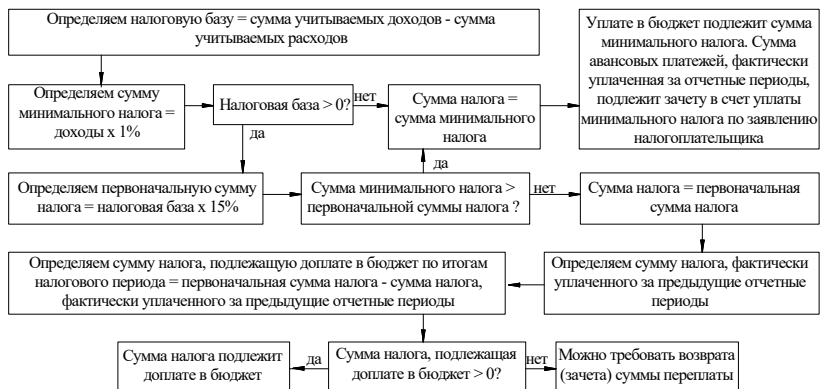 Определяем налоговую базу = сумма учитываемых доходов - сумма
учитываемых расходов
Уплате в бюджет подлежит сумма
минимального налога. Сумма
авансовых платежей, фактически
уплаченная за отчетные периоды,
подлежит зачету в счет уплаты
минимального налога по заявлению
налогоплательщика
Определяем сумму
минимального налога =
доходы х 1%
Налоговая база > 0?
нет
Сумма налога =
сумма минимального
налога
да
да
Определяем первоначальную сумму
налога = налоговая база х 15%
Сумма минимального налога >
первоначальной суммы налога ?
нет
Сумма налога = первоначальная
сумма налога
Определяем сумму налога, подлежащую доплате в бюджет по итогам
налогового периода = первоначальная сумма налога - сумма налога,
фактически уплаченного за предыдущие отчетные периоды
Определяем сумму налога, фактически
уплаченного за предыдущие отчетные
периоды
Сумма налога подлежит
доплате в бюджет
да
Сумма налога, подлежащая
доплате в бюджет > 0?
нет
Можно требовать возврата
(зачета) суммы переплаты